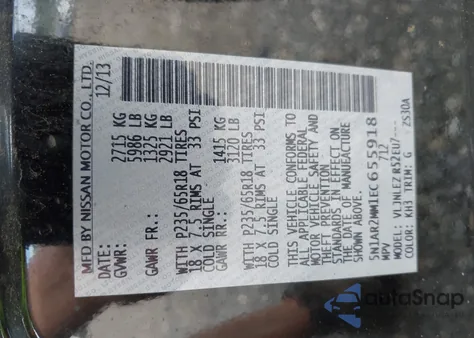 MFD BY NISSAN MOTOR CO., LTD.
DATE: 12/13
GVWR: 2715 KG
5986 LB
GAWR FR.: 1325 KG
2921 LB
WITH P235/65R18 TIRES
18 X 7.5 RIMS AT 33 PSI
COLD SINGLE
GAWR RR.: 1415 KG
3120 LB
WITH P235/65R18 TIRES
18 X 7.5 RIMS AT 33 PSI
COLD SINGLE
THIS VEHICLE CONFORMS TO
ALL APPLICABLE FEDERAL
MOTOR VEHICLE SAFETY AND
THEFT PREVENTION
STANDARDS IN EFFECT ON
THE DATE OF MANUFACTURE
SHOWN ABOVE.
5N1AR2MM1EC655918
MPV 712
MODEL:
COLOR: KH3 TRIM: G ZS30A
autoSnap